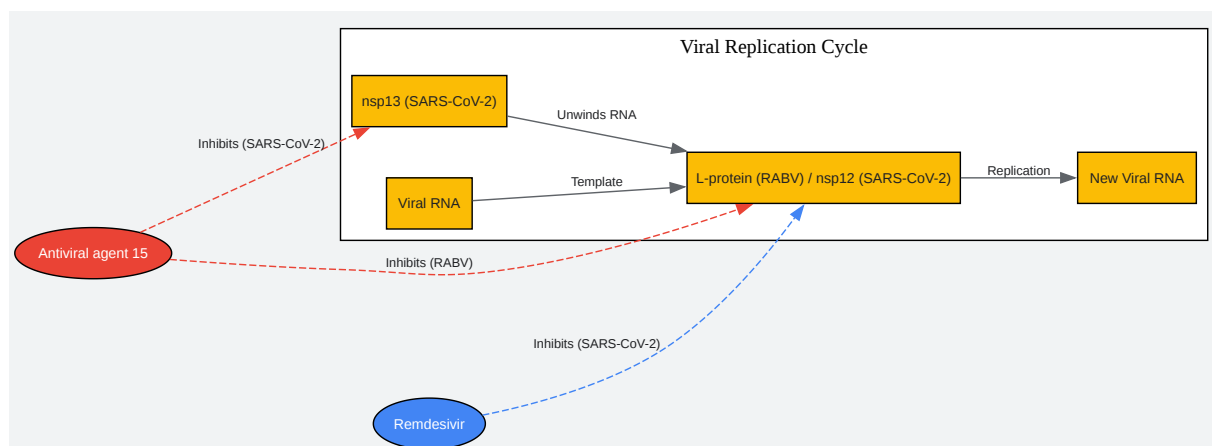 Viral Replication Cycle
nsp13 (SARS-CoV-2)
Unwinds RNA
Inhibits (SARS-CoV-2)
L-protein (RABV) / nsp12 (SARS-CoV-2)
Replication
New Viral RNA
Template
Viral RNA
Antiviral agent 15
Inhibits (RABV)
Inhibits (SARS-CoV-2)
Remdesivir